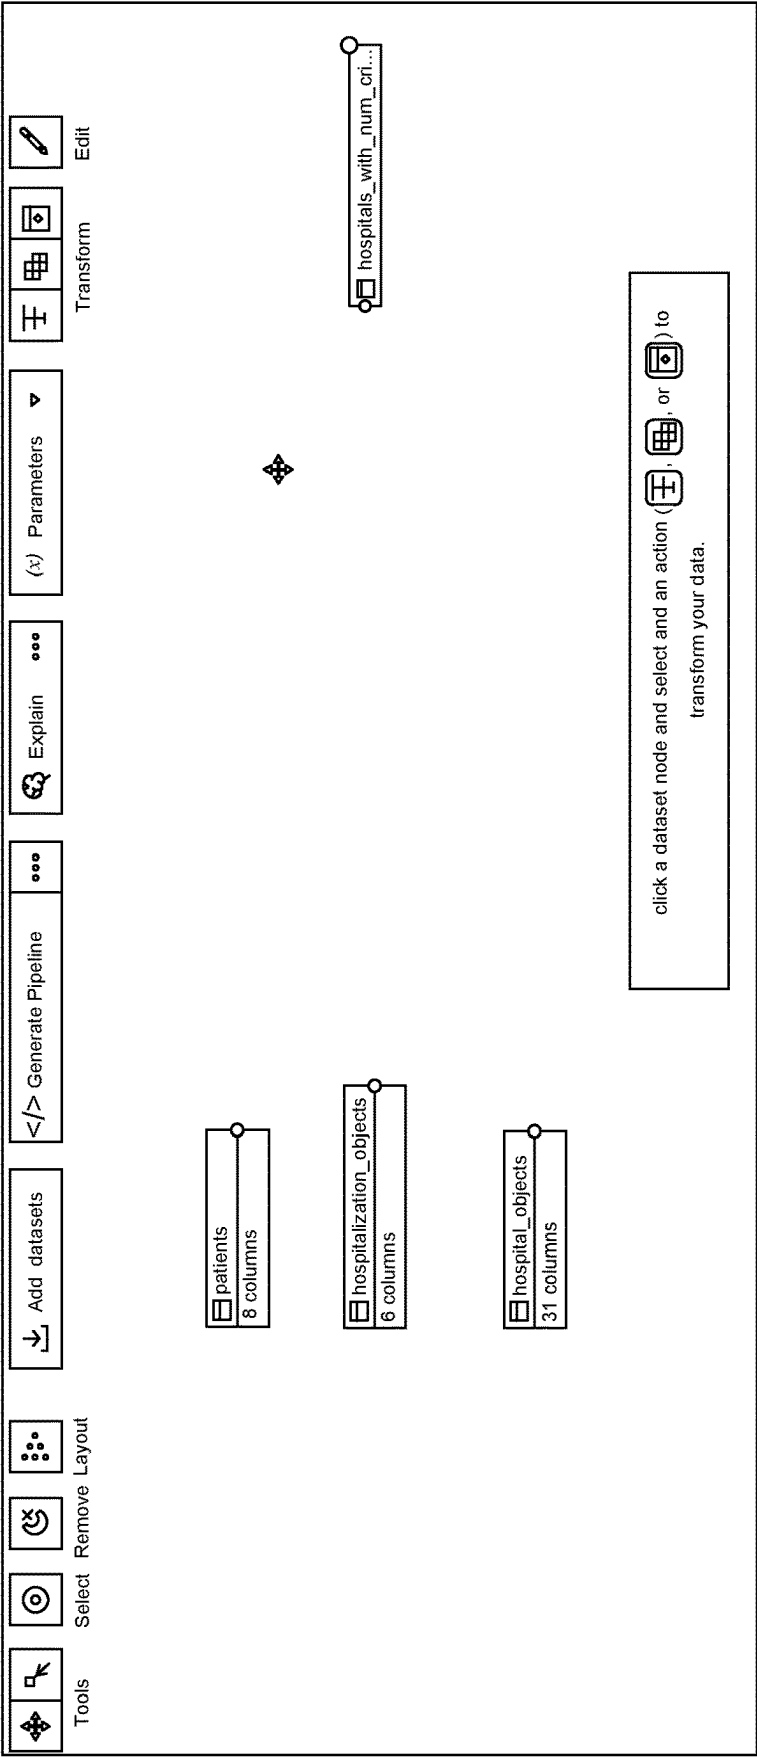 Tools
Select
Remove
Layout
Add datasets
</> Generate Pipeline
Explain
(x) Parameters
Transform
Edit
patients
8 columns
hospitalization_objects
6 columns
hospital_objects
31 columns
hospitals_with_num_cri...
click a dataset node and select and an action ( , , or ) to
transform your data.